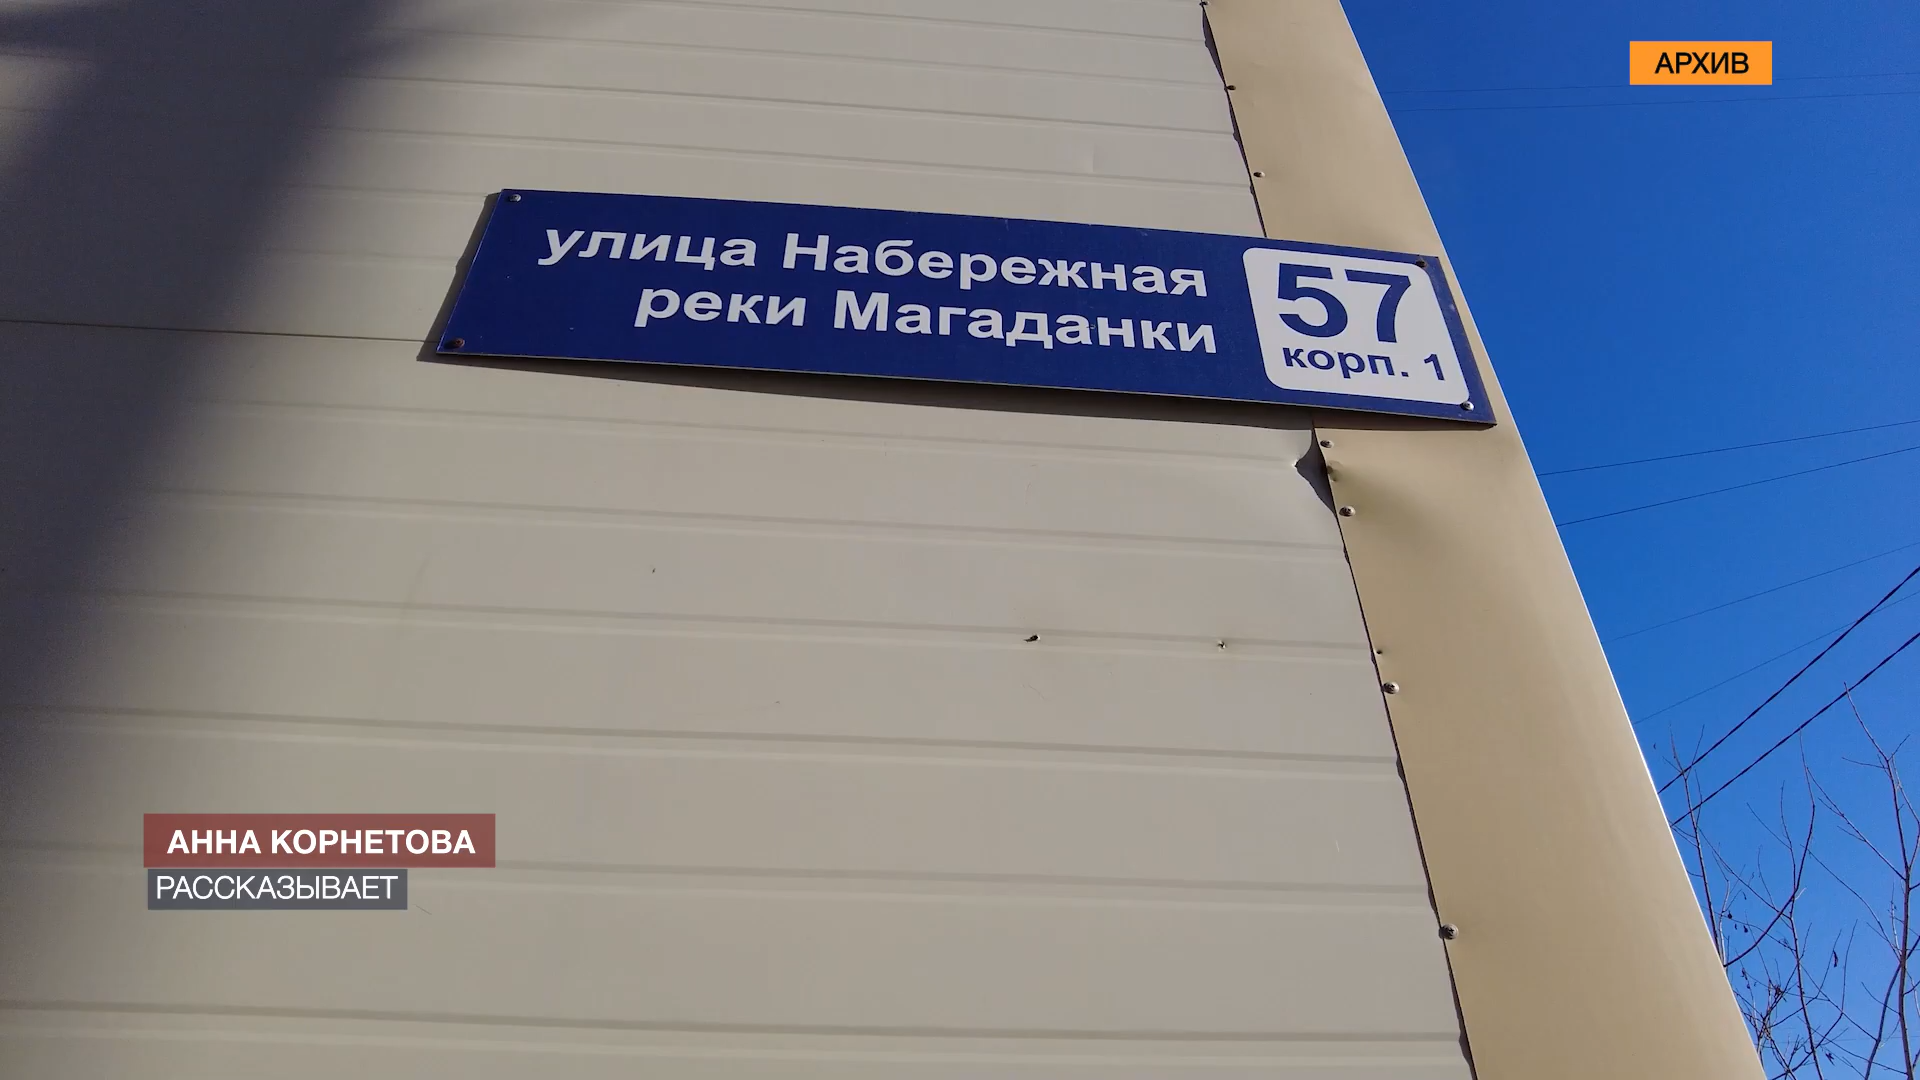 АРХИВ
улица Набережная
реки Магаданки
57
корп. 1
АННА КОРНЕТОВА
РАССКАЗЫВАЕТ